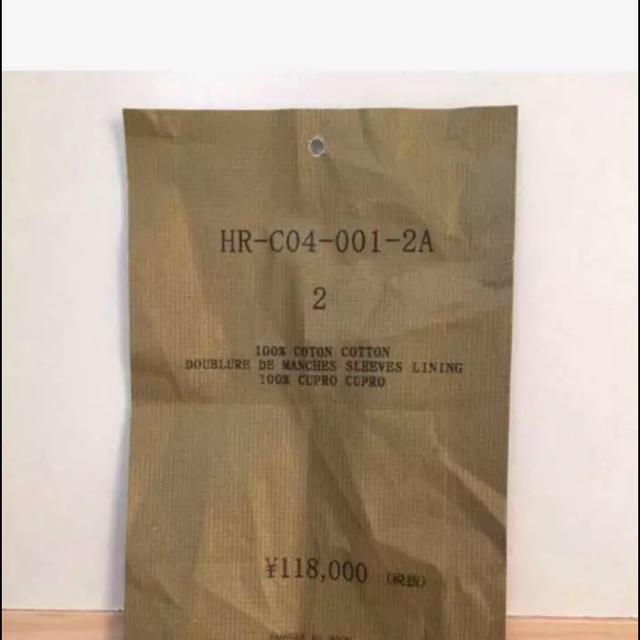 HR-C04-001-2A
2
100% COTON COTTON
DOUBLURE DE MANCHES SLEEVES LINING
100% CUPRO CUPRO
¥118,000 (税抜)